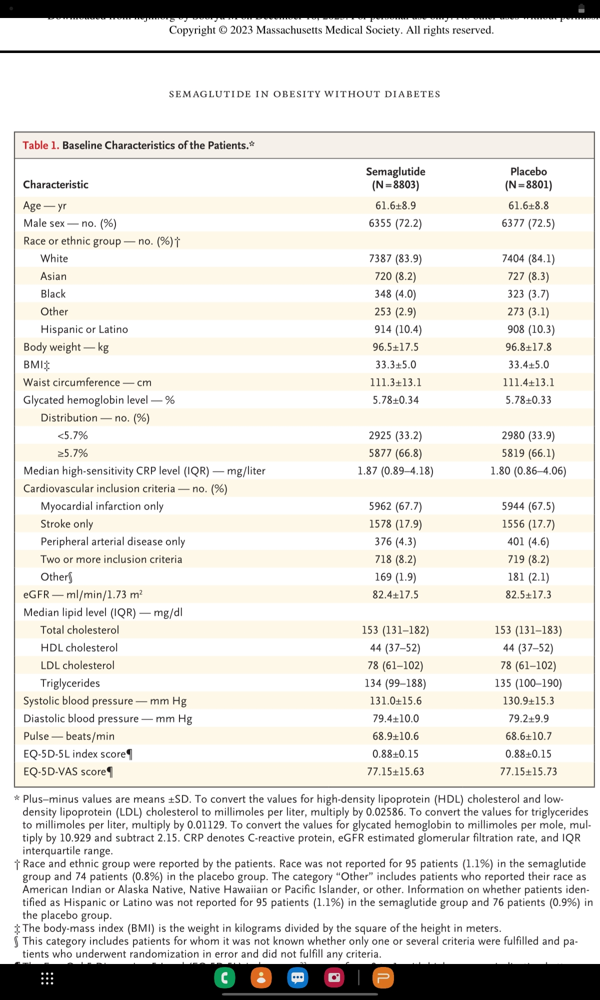 Copyright © 2023 Massachusetts Medical Society. All rights reserved.
SEMAGLUTIDE IN OBESITY WITHOUT DIABETES
Table 1. Baseline Characteristics of the Patients.*
Characteristic Semaglutide (N=8803) Placebo (N=8801)
Age — yr 61.6±8.9 61.6±8.8
Male sex — no. (%) 6355 (72.2) 6377 (72.5)
Race or ethnic group — no. (%)†
White 7387 (83.9) 7404 (84.1)
Asian 720 (8.2) 727 (8.3)
Black 348 (4.0) 323 (3.7)
Other 253 (2.9) 273 (3.1)
Hispanic or Latino 914 (10.4) 908 (10.3)
Body weight — kg 96.5±17.5 96.8±17.8
BMI‡ 33.3±5.0 33.4±5.0
Waist circumference — cm 111.3±13.1 111.4±13.1
Glycated hemoglobin level — % 5.78±0.34 5.78±0.33
Distribution — no. (%)
<5.7% 2925 (33.2) 2980 (33.9)
≥5.7% 5877 (66.8) 5819 (66.1)
Median high-sensitivity CRP level (IQR) — mg/liter 1.87 (0.89–4.18) 1.80 (0.86–4.06)
Cardiovascular inclusion criteria — no. (%)
Myocardial infarction only 5962 (67.7) 5944 (67.5)
Stroke only 1578 (17.9) 1556 (17.7)
Peripheral arterial disease only 376 (4.3) 401 (4.6)
Two or more inclusion criteria 718 (8.2) 719 (8.2)
Other§ 169 (1.9) 181 (2.1)
eGFR — ml/min/1.73 m² 82.4±17.5 82.5±17.3
Median lipid level (IQR) — mg/dl
Total cholesterol 153 (131–182) 153 (131–183)
HDL cholesterol 44 (37–52) 44 (37–52)
LDL cholesterol 78 (61–102) 78 (61–102)
Triglycerides 134 (99–188) 135 (100–190)
Systolic blood pressure — mm Hg 131.0±15.6 130.9±15.3
Diastolic blood pressure — mm Hg 79.4±10.0 79.2±9.9
Pulse — beats/min 68.9±10.6 68.6±10.7
EQ-5D-5L index score¶ 0.88±0.15 0.88±0.15
EQ-5D-VAS score¶ 77.15±15.63 77.15±15.73
* Plus–minus values are means ±SD. To convert the values for high-density lipoprotein (HDL) cholesterol and low-
density lipoprotein (LDL) cholesterol to millimoles per liter, multiply by 0.02586. To convert the values for triglycerides
to millimoles per liter, multiply by 0.01129. To convert the values for glycated hemoglobin to millimoles per mole, mul-
tiply by 10.929 and subtract 2.15. CRP denotes C-reactive protein, eGFR estimated glomerular filtration rate, and IQR
interquartile range.
† Race and ethnic group were reported by the patients. Race was not reported for 95 patients (1.1%) in the semaglutide
group and 74 patients (0.8%) in the placebo group. The category “Other” includes patients who reported their race as
American Indian or Alaska Native, Native Hawaiian or Pacific Islander, or other. Information on whether patients iden-
tified as Hispanic or Latino was not reported for 95 patients (1.1%) in the semaglutide group and 76 patients (0.9%) in
the placebo group.
‡ The body-mass index (BMI) is the weight in kilograms divided by the square of the height in meters.
§ This category includes patients for whom it was not known whether only one or several criteria were fulfilled and pa-
tients who underwent randomization in error and did not fulfill any criteria.